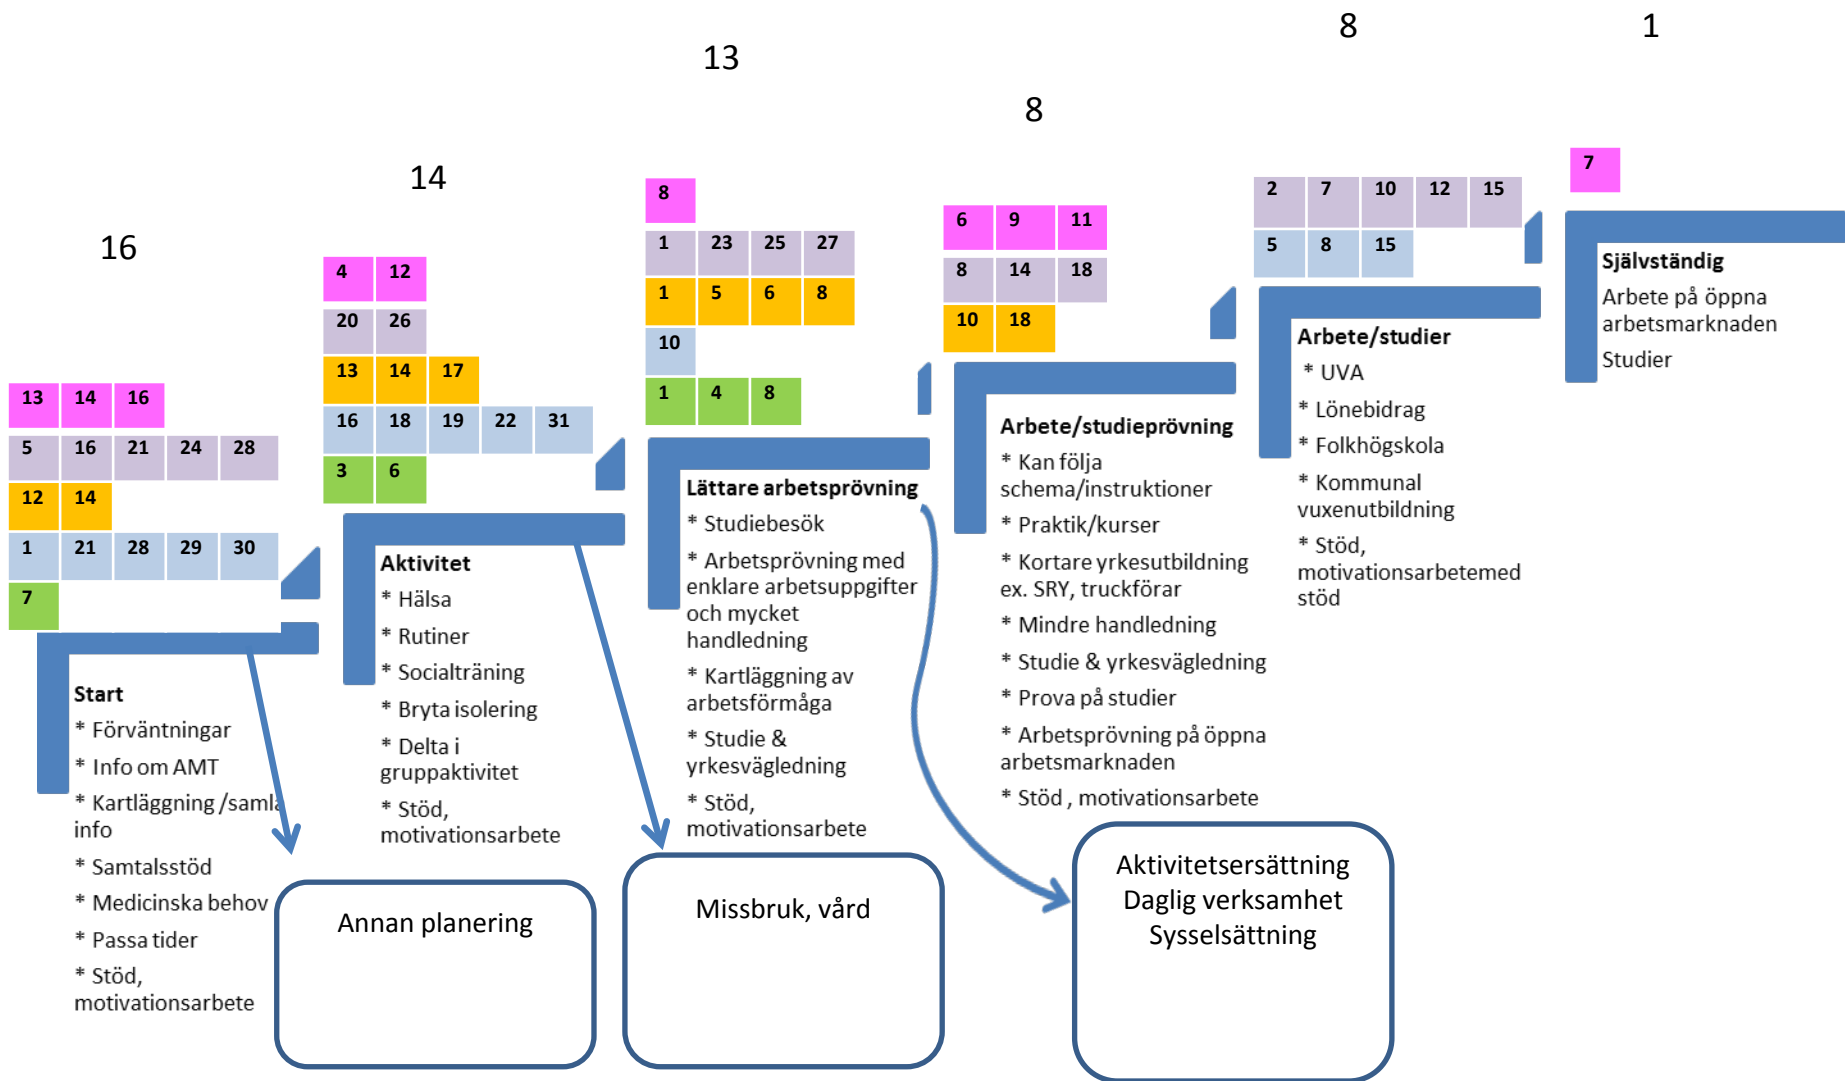 16
13 14 16
5 16 21 24 28
12 14
1 21 28 29 30
7
Start
* Förväntningar
* Info om AMT
* Kartläggning /samla
info
* Samtalsstöd
* Medicinska behov
* Passa tider
* Stöd,
motivationsarbete
14
4 12
20 26
13 14 17
16 18 19 22 31
3 6
Aktivitet
* Hälsa
* Rutiner
* Socialträning
* Bryta isolering
* Delta i
gruppaktivitet
* Stöd,
motivationsarbete
13
8
1 23 25 27
1 5 6 8
10
1 4 8
Lättare arbetsprövning
* Studiebesök
* Arbetsprövning med
enklare arbetsuppgifter
och mycket
handledning
* Kartläggning av
arbetsförmåga
* Studie &
yrkesvägledning
* Stöd,
motivationsarbete
8
6 9 11
8 14 18
10 18
Arbete/studieprövning
* Kan följa
schema/instruktioner
* Praktik/kurser
* Kortare yrkesutbildning
ex. SRY, truckförar
* Mindre handledning
* Studie & yrkesvägledning
* Prova på studier
* Arbetsprövning på öppna
arbetsmarknaden
* Stöd , motivationsarbete
8
2 7 10 12 15
5 8 15
Arbete/studier
* UVA
* Lönebidrag
* Folkhögskola
* Kommunal
vuxenutbildning
* Stöd,
motivationsarbetemed
stöd
1
7
Självständig
Arbete på öppna
arbetsmarknaden
Studier
Annan planering
Missbruk, vård
Aktivitetsersättning
Daglig verksamhet
Sysselsättning